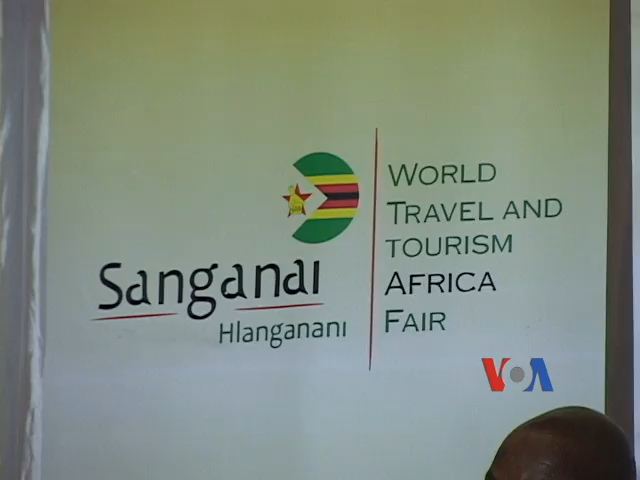 Sanganai
Hlanganani
WORLD
TRAVEL AND
TOURISM
AFRICA
FAIR
VOA